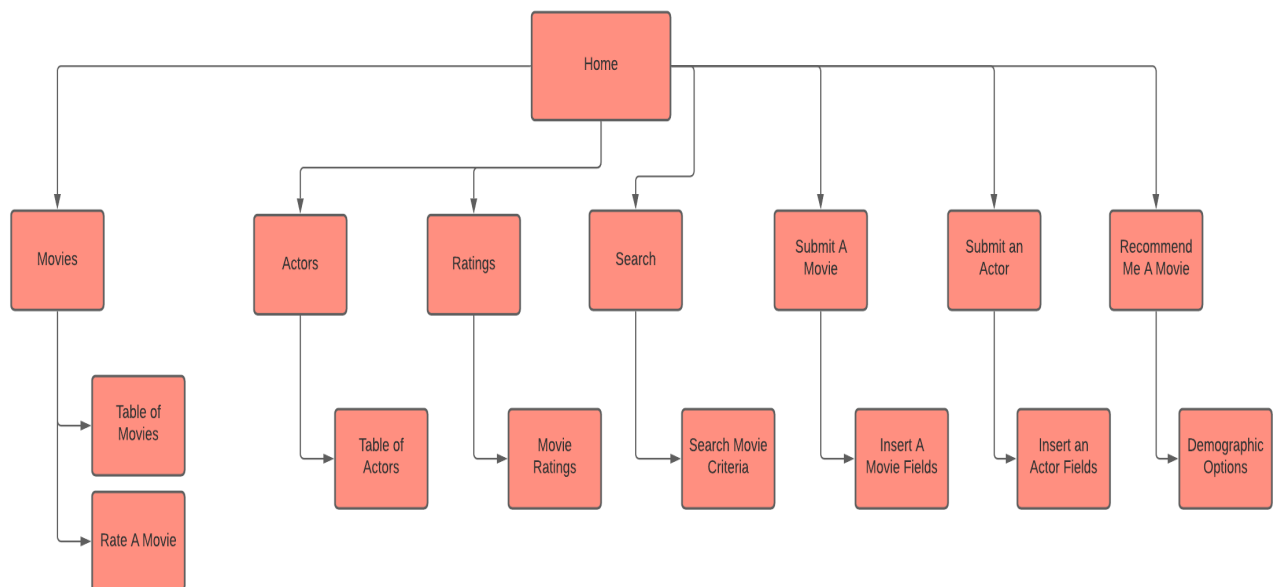 Home
Movies
Actors
Ratings
Search
Submit A
Movie
Submit an
Actor
Recommend
Me A Movie
Table of
Movies
Table of
Actors
Movie
Ratings
Search Movie
Criteria
Insert A
Movie Fields
Insert an
Actor Fields
Demographic
Options
Rate A Movie